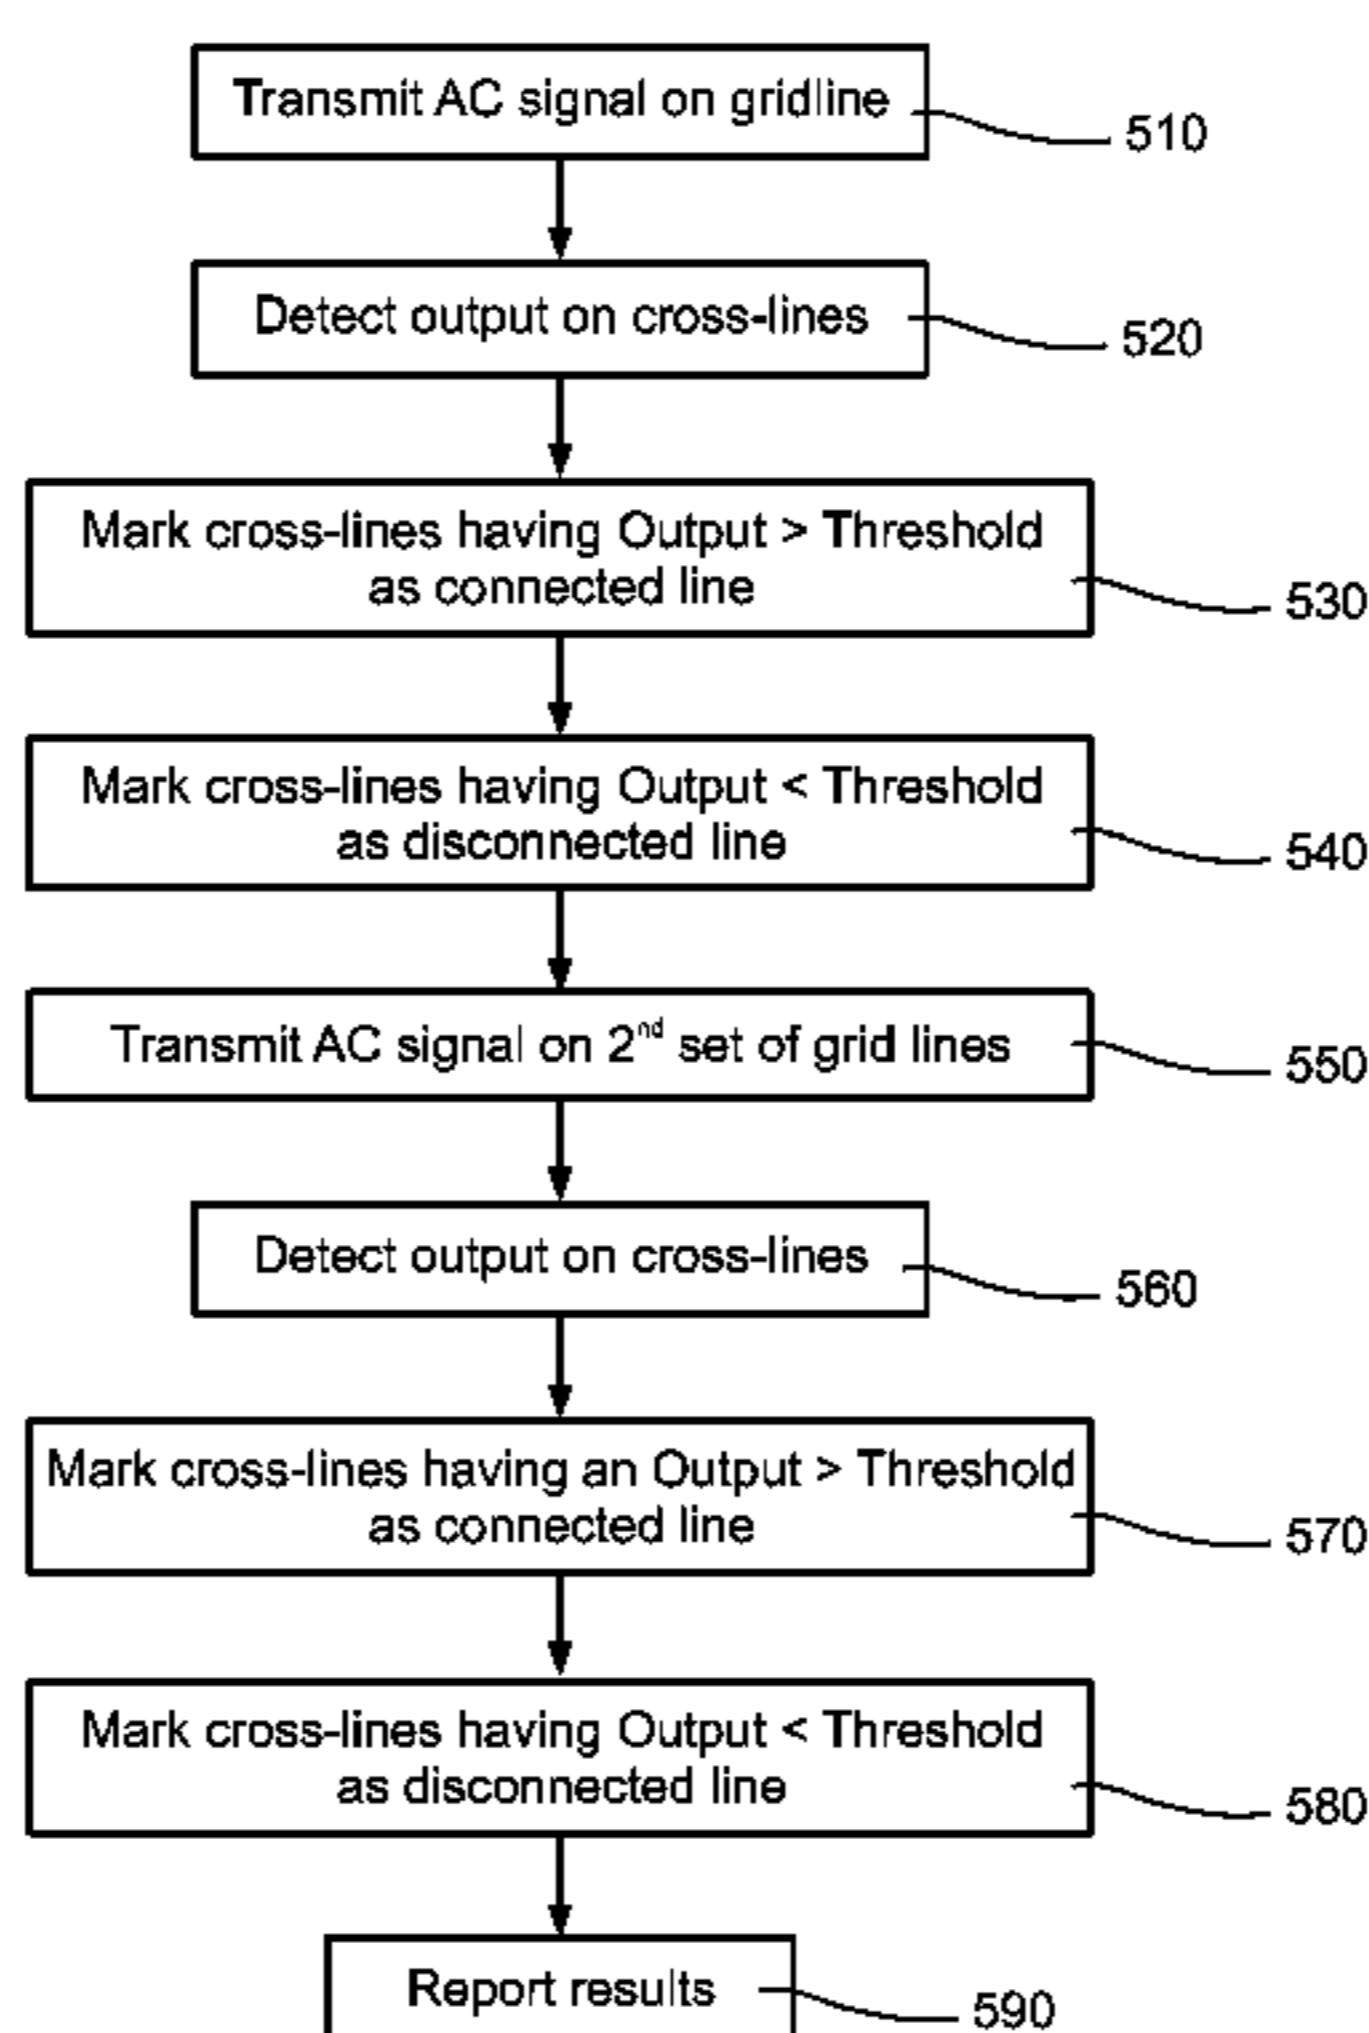 Transmit AC signal on gridline
510
Detect output on cross-lines
520
Mark cross-lines having Output > Threshold
as connected line
530
Mark cross-lines having Output < Threshold
as disconnected line
540
Transmit AC signal on 2nd set of grid lines
550
Detect output on cross-lines
560
Mark cross-lines having an Output > Threshold
as connected line
570
Mark cross-lines having Output < Threshold
as disconnected line
580
Report results
590